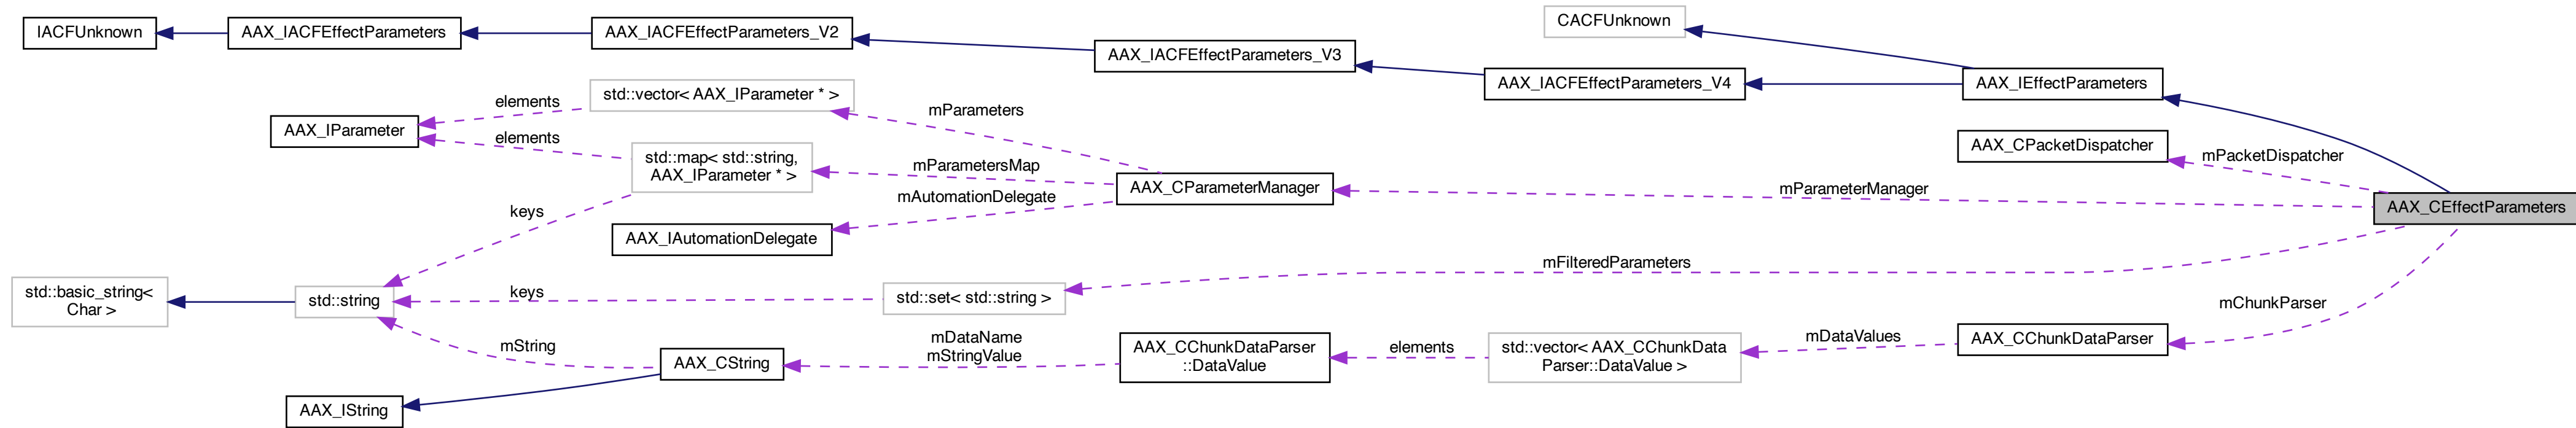 IACFUnknown
AAX_IACFEffectParameters
AAX_IACFEffectParameters_V2
AAX_IACFEffectParameters_V3
AAX_IACFEffectParameters_V4
CACFUnknown
AAX_IEffectParameters
AAX_IParameter
elements
elements
std::vector< AAX_IParameter * >
std::map< std::string,
AAX_IParameter * >
mParameters
mParametersMap
mAutomationDelegate
AAX_IAutomationDelegate
AAX_CParameterManager
mParameterManager
AAX_CPacketDispatcher
mPacketDispatcher
AAX_CEffectParameters
keys
std::basic_string<
Char >
std::string
keys
std::set< std::string >
mFilteredParameters
mString
AAX_CString
mDataName
mStringValue
AAX_CChunkDataParser
::DataValue
elements
std::vector< AAX_CChunkData
Parser::DataValue >
mDataValues
AAX_CChunkDataParser
mChunkParser
AAX_IString